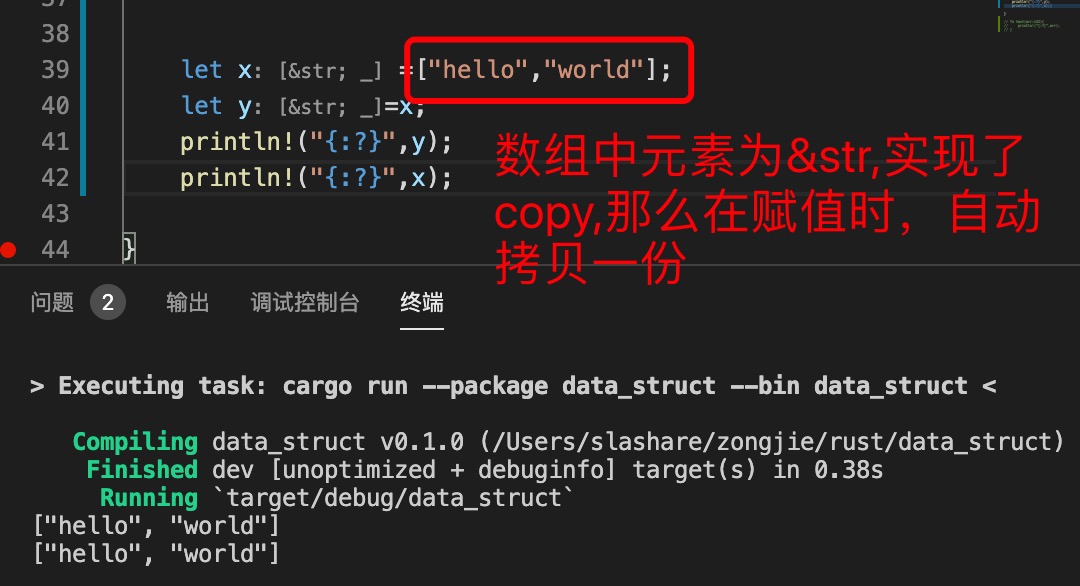 37
38
39 let x: [&str; _] =["hello","world"];
40 let y: [&str; _]=x;
41 println!("{:?}",y);
42 println!("{:?}",x);
43
44 }
数组中元素为&str,实现了
copy,那么在赋值时，自动
拷贝一份
问题 2 输出 调试控制台 终端
> Executing task: cargo run --package data_struct --bin data_struct <
Compiling data_struct v0.1.0 (/Users/slashare/zongjie/rust/data_struct)
Finished dev [unoptimized + debuginfo] target(s) in 0.38s
Running `target/debug/data_struct`
["hello", "world"]
["hello", "world"]